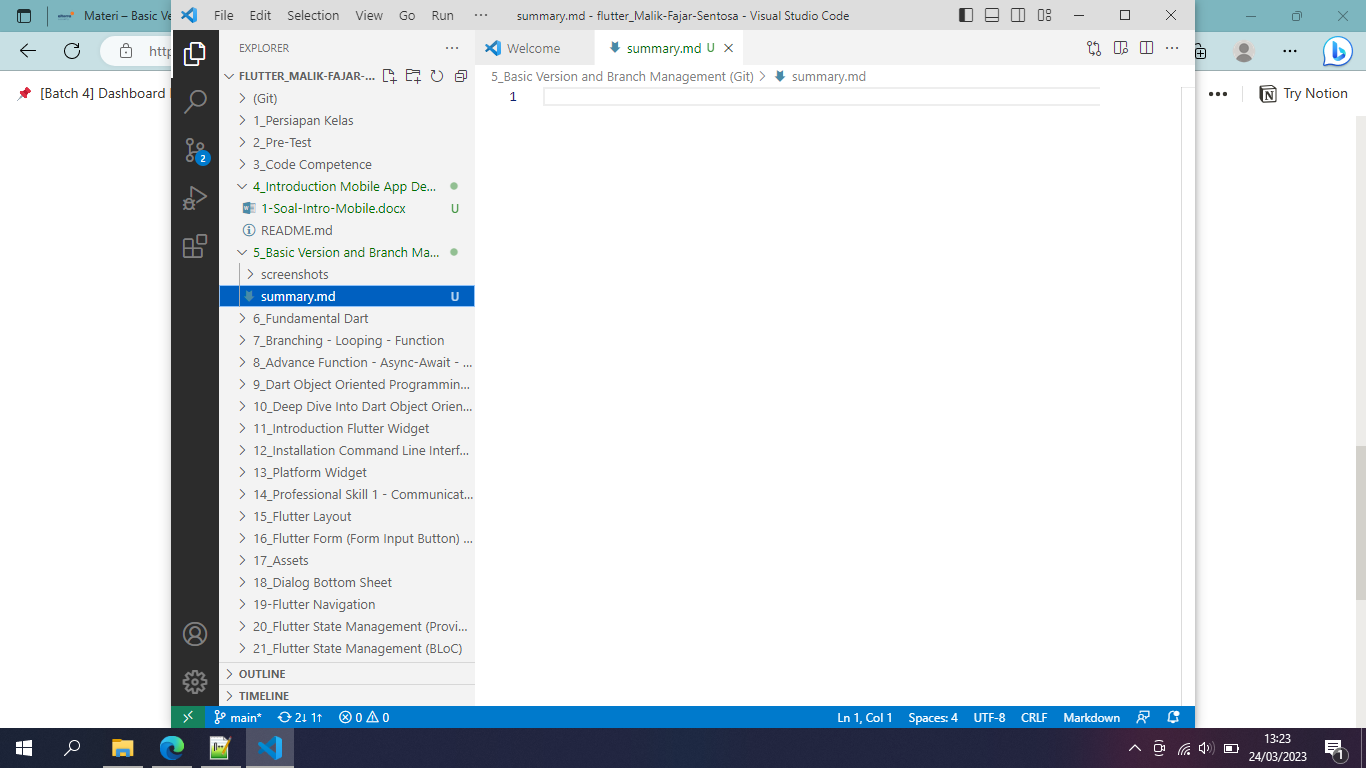 Materi – Basic Ve
File Edit Selection View Go Run ···
summary.md - flutter_Malik-Fajar-Sentosa - Visual Studio Code
http
[Batch 4] Dashboard
Try Notion
EXPLORER
Welcome
summary.md U
FLUTTER_MALIK-FAJAR-...
5_Basic Version and Branch Management (Git) > summary.md
1
(Git)
1_Persiapan Kelas
2_Pre-Test
3_Code Competence
4_Introduction Mobile App De...
1-Soal-Intro-Mobile.docx U
README.md
5_Basic Version and Branch Ma...
screenshots
summary.md U
6_Fundamental Dart
7_Branching - Looping - Function
8_Advance Function - Async-Await - ...
9_Dart Object Oriented Programmin...
10_Deep Dive Into Dart Object Orien...
11_Introduction Flutter Widget
12_Installation Command Line Interf...
13_Platform Widget
14_Professional Skill 1 - Communicat...
15_Flutter Layout
16_Flutter Form (Form Input Button) ...
17_Assets
18_Dialog Bottom Sheet
19-Flutter Navigation
20_Flutter State Management (Provi...
21_Flutter State Management (BLoC)
OUTLINE
TIMELINE
2
main* 2↓ 1↑ 0 0
Ln 1, Col 1 Spaces: 4 UTF-8 CRLF Markdown
13:23
24/03/2023
1